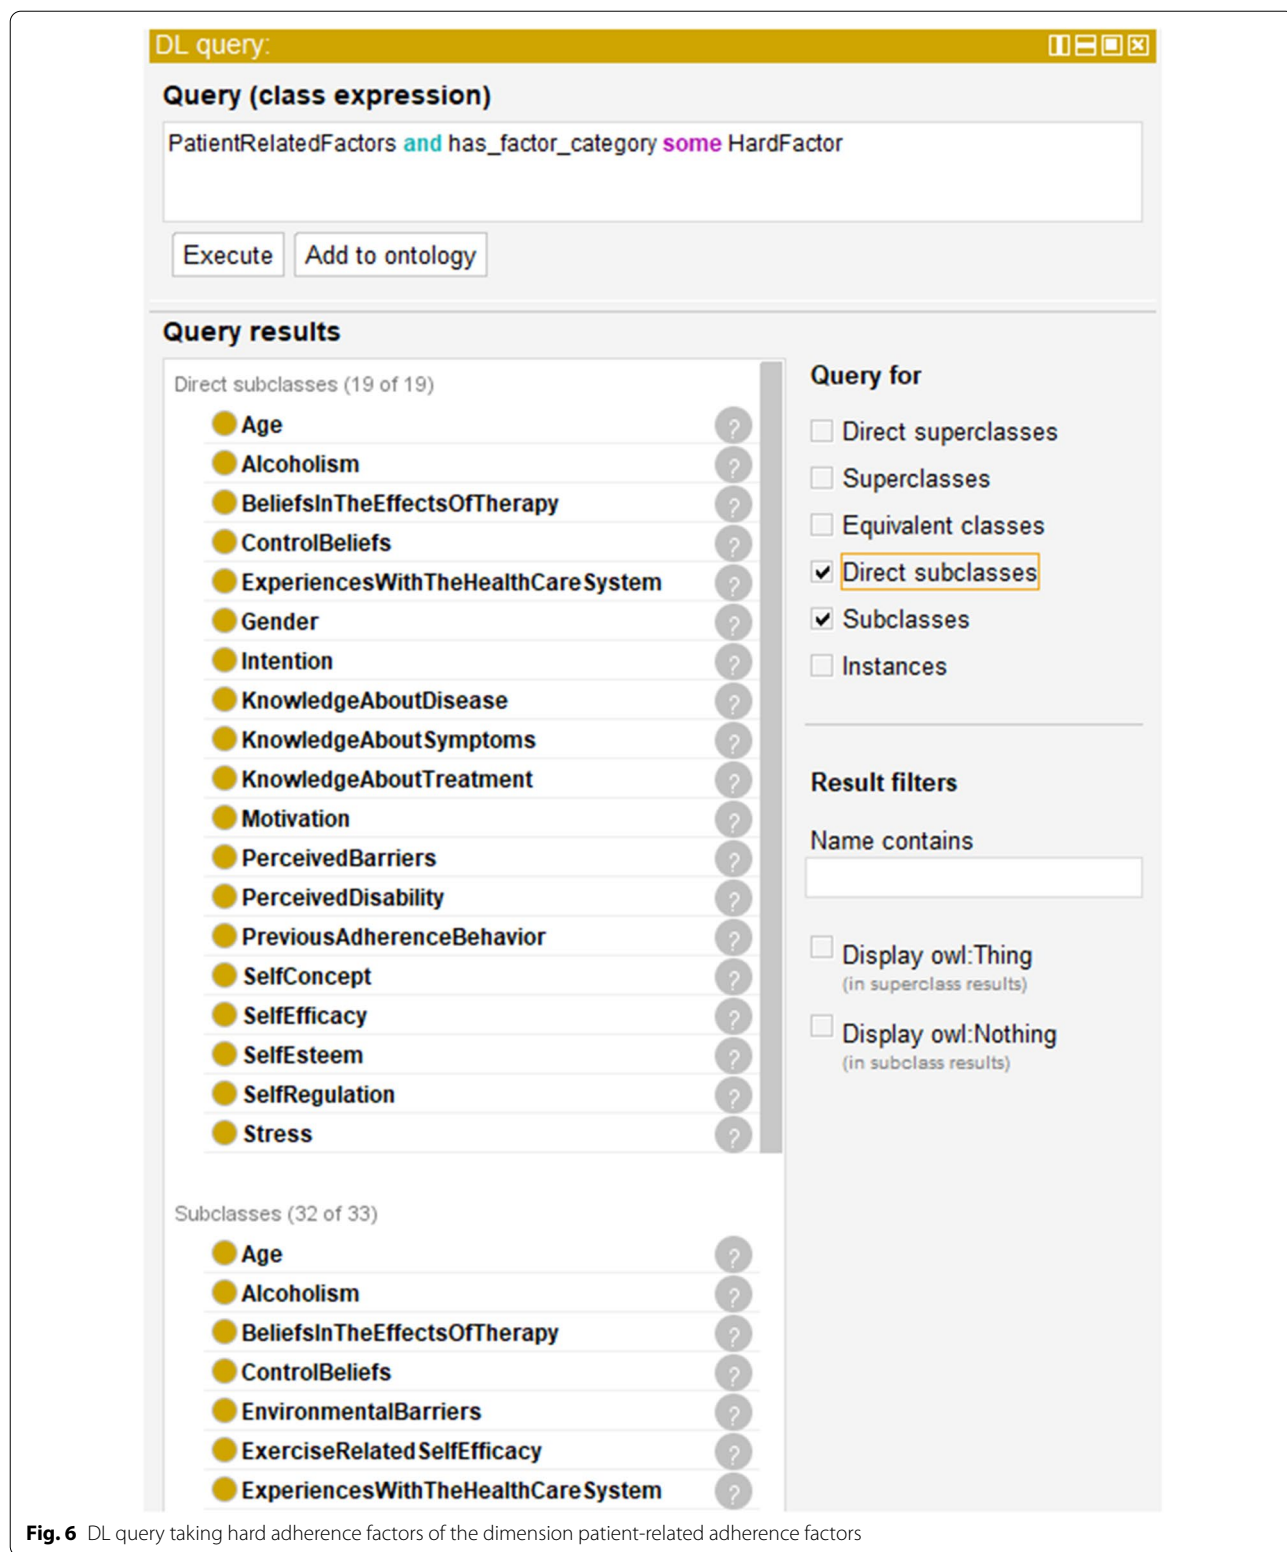 DL query:
Query (class expression)
PatientRelatedFactors and has_factor_category some HardFactor
Execute Add to ontology
Query results
Direct subclasses (19 of 19)
Age ?
Alcoholism ?
BeliefsInTheEffectsOfTherapy ?
ControlBeliefs ?
ExperiencesWithTheHealthCareSystem ?
Gender ?
Intention ?
KnowledgeAboutDisease ?
KnowledgeAboutSymptoms ?
KnowledgeAboutTreatment ?
Motivation ?
PerceivedBarriers ?
PerceivedDisability ?
PreviousAdherenceBehavior ?
SelfConcept ?
SelfEfficacy ?
SelfEsteem ?
SelfRegulation ?
Stress ?
Subclasses (32 of 33)
Age ?
Alcoholism ?
BeliefsInTheEffectsOfTherapy ?
ControlBeliefs ?
EnvironmentalBarriers ?
ExerciseRelatedSelfEfficacy ?
ExperiencesWithTheHealthCareSystem ?
Query for
Direct superclasses
Superclasses
Equivalent classes
Direct subclasses
Subclasses
Instances
Result filters
Name contains
Display owl:Thing
(in superclass results)
Display owl:Nothing
(in subclass results)
Fig. 6 DL query taking hard adherence factors of the dimension patient-related adherence factors